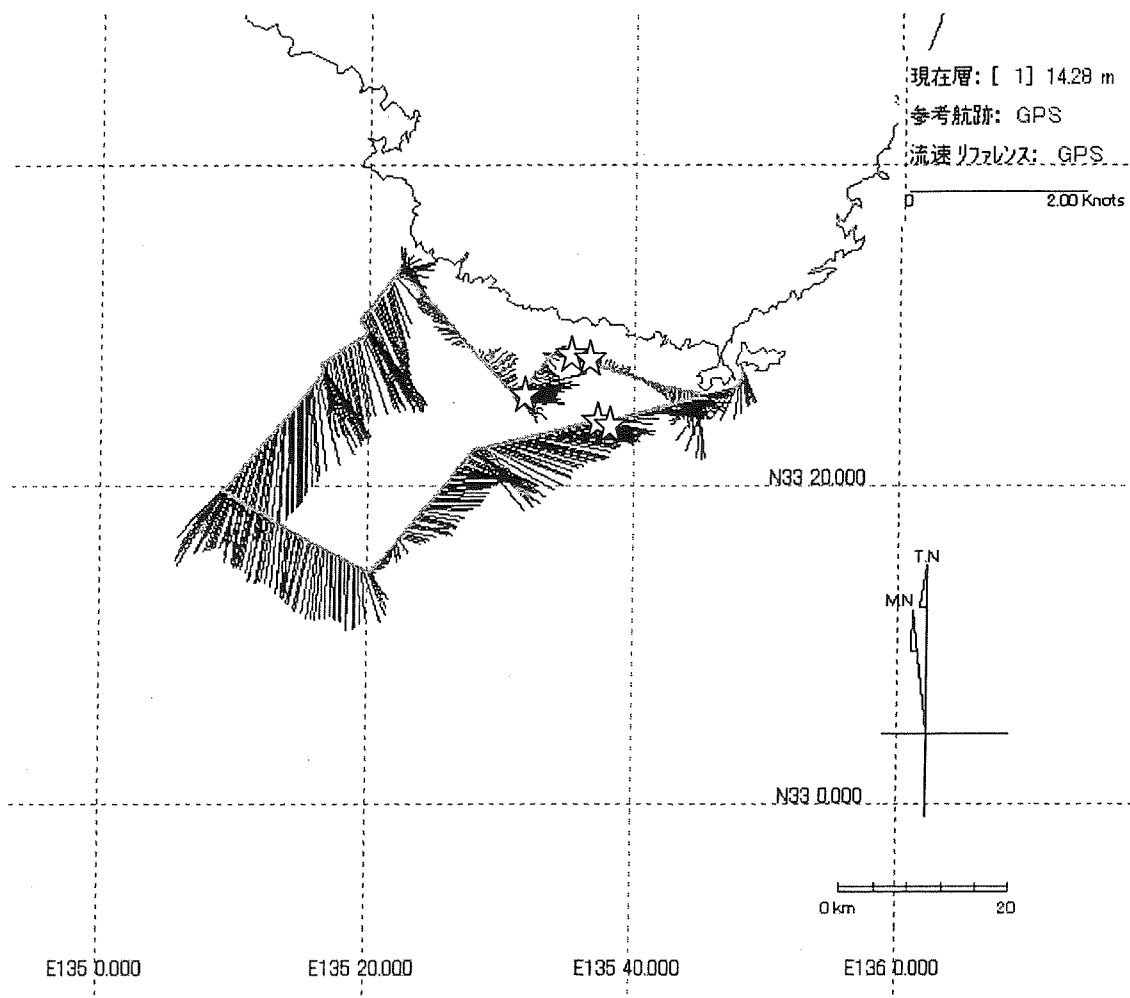 現在層: [ 1] 14.28 m
参考航跡: GPS
流速リファレンス: GPS
0 2.00 Knots
N33 20.000
T.N
M.N
N33 0.000
0 km 20
E135 0.000 E135 20.000 E135 40.000 E136 0.000